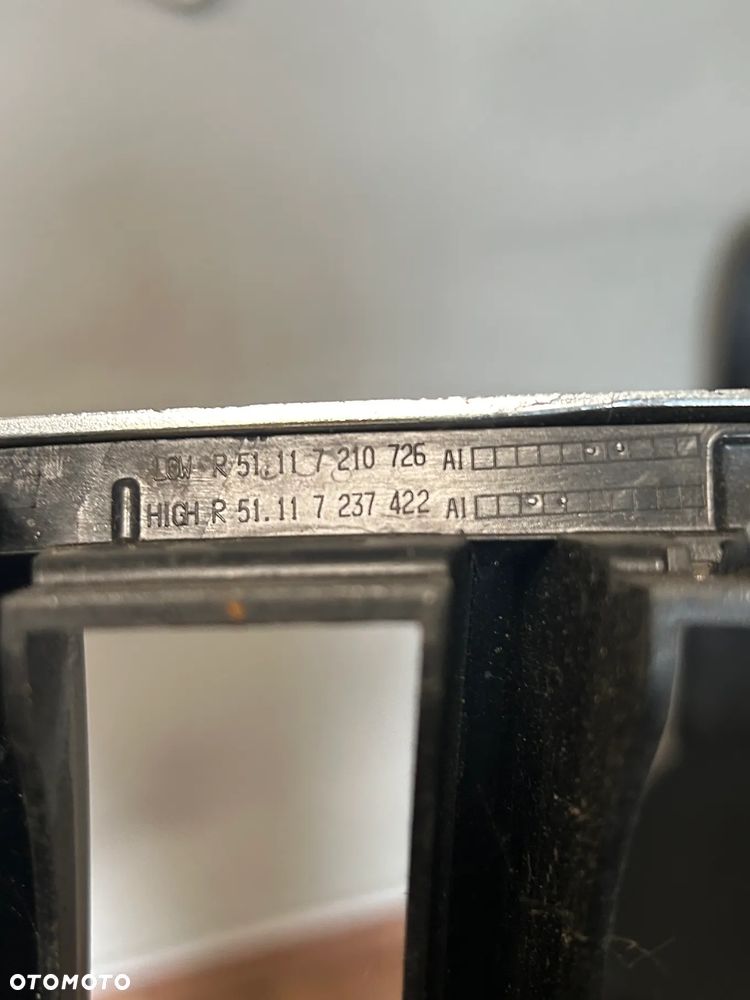 LOW R 51.11 7 210 726 AI
HIGH R 51.11 7 237 422 AI
OTOMOTO